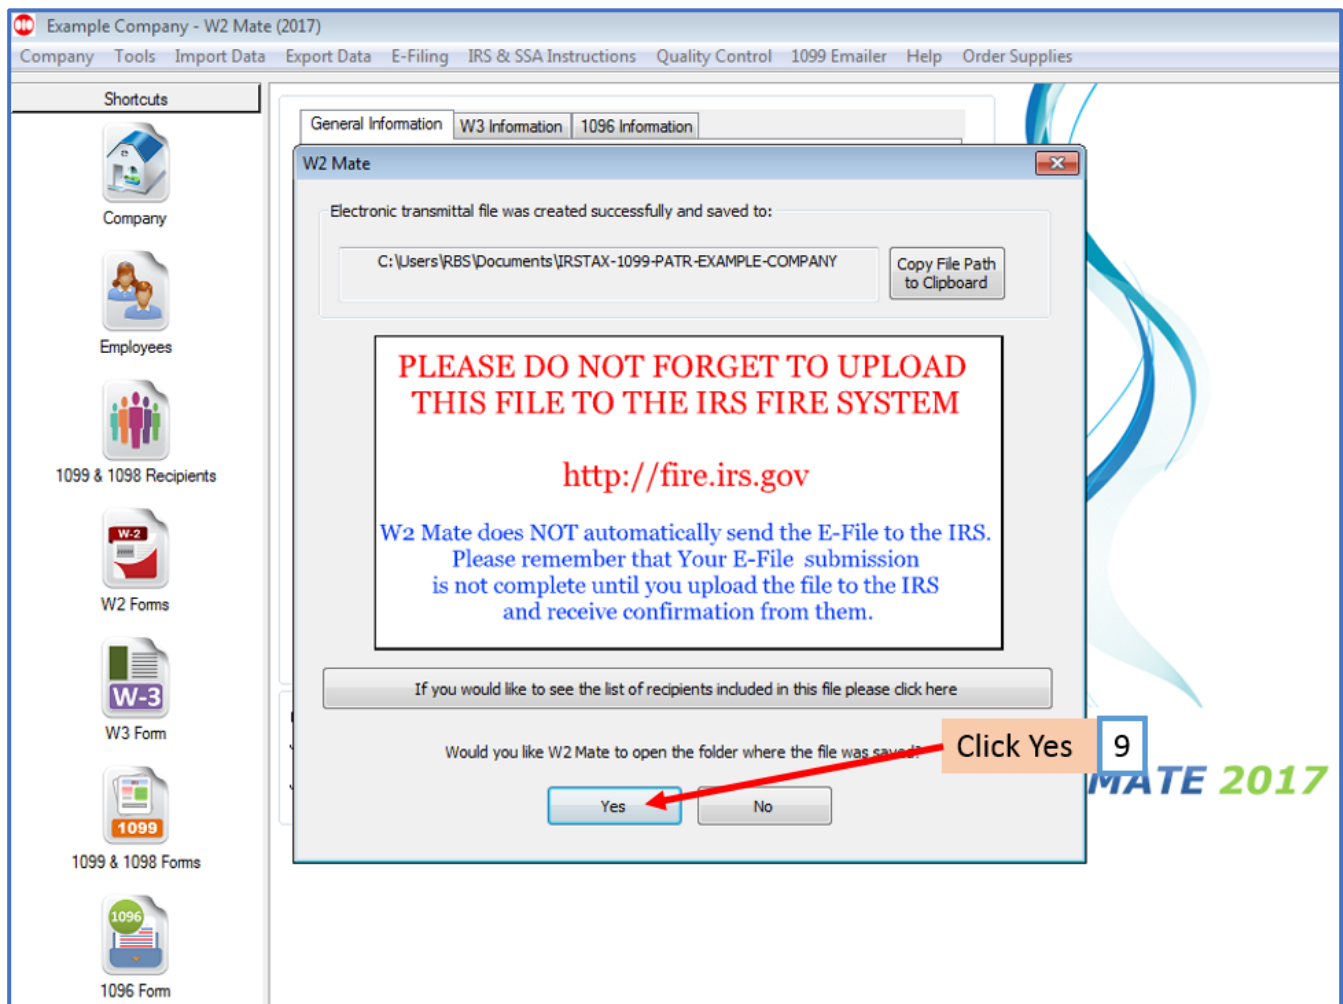 Example Company - W2 Mate (2017)
Company Tools Import Data Export Data E-Filing IRS & SSA Instructions Quality Control 1099 Emailer Help Order Supplies
Shortcuts
Company
Employees
1099 & 1098 Recipients
W-2
W2 Forms
W-3
W3 Form
1099
1099 & 1098 Forms
1096
1096 Form
General Information W3 Information 1096 Information
W2 Mate
Electronic transmittal file was created successfully and saved to:
C:\Users\RBS\Documents\IRSTAX-1099-PATR-EXAMPLE-COMPANY
Copy File Path
to Clipboard
PLEASE DO NOT FORGET TO UPLOAD
THIS FILE TO THE IRS FIRE SYSTEM
http://fire.irs.gov
W2 Mate does NOT automatically send the E-File to the IRS.
Please remember that Your E-File submission
is not complete until you upload the file to the IRS
and receive confirmation from them.
If you would like to see the list of recipients included in this file please click here
Would you like W2 Mate to open the folder where the file was saved?
Click Yes 9
Yes No
MATE 2017